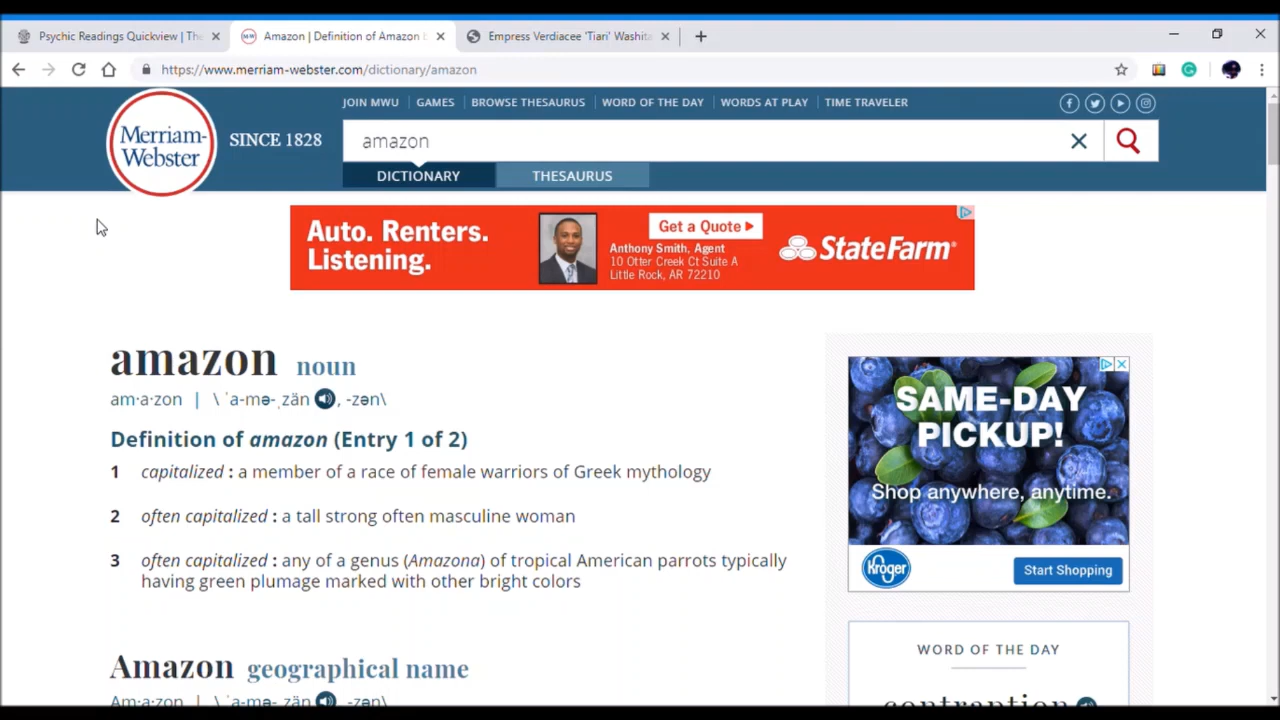 Psychic Readings Quickview | The
Amazon | Definition of Amazon b
Empress Verdiacee 'Tiari' Washita
https://www.merriam-webster.com/dictionary/amazon
JOIN MWU GAMES BROWSE THESAURUS WORD OF THE DAY WORDS AT PLAY TIME TRAVELER
Merriam-
Webster
SINCE 1828
amazon
DICTIONARY THESAURUS
Auto. Renters.
Listening.
Get a Quote
Anthony Smith, Agent
10 Otter Creek Ct Suite A
Little Rock, AR 72210
StateFarm®
amazon noun
am·a·zon | \ ˈa-mə-ˌzän , -zən\
Definition of amazon (Entry 1 of 2)
1 capitalized : a member of a race of female warriors of Greek mythology
2 often capitalized : a tall strong often masculine woman
3 often capitalized : any of a genus (Amazona) of tropical American parrots typically
having green plumage marked with other bright colors
Amazon geographical name
Am·a·zon | \ ˈa-mə-ˌzän , -zən\
SAME-DAY
PICKUP!
Shop anywhere, anytime.
Kroger
Start Shopping
WORD OF THE DAY
contraption